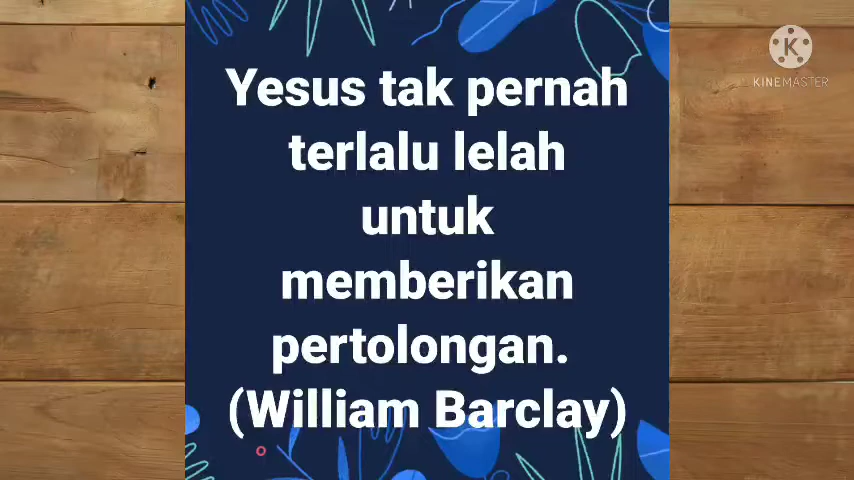 Yesus tak pernah
terlalu lelah
untuk
memberikan
pertolongan.
(William Barclay)
KINEMASTER